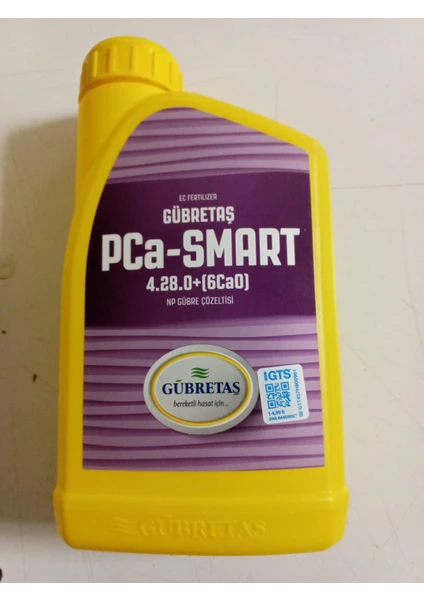 EC FERTILIZER
GÜBRETAŞ
PCa-SMART
4.28.0+(6CaO)
NP GÜBRE ÇÖZELTİSİ
GÜBRETAŞ
bereketli hasat için...
GTS
GÜBRETAŞ